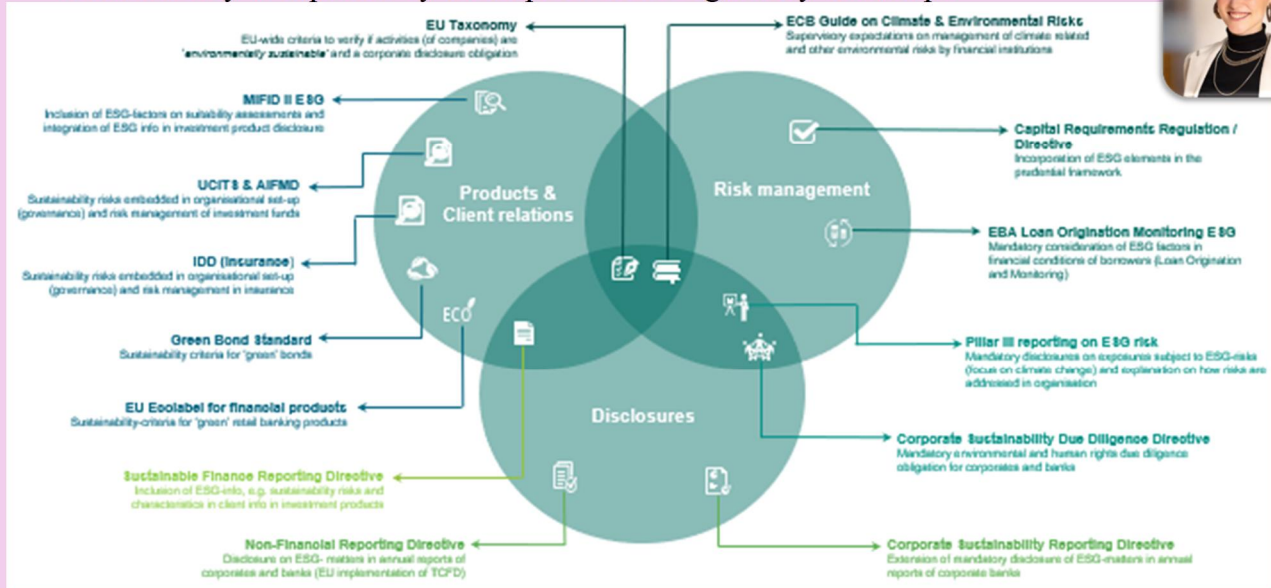 EU Taxonomy
EU-wide criteria to verify if activities (of companies) are
'environmentally sustainable' and a corporate disclosure obligation
ECB Guide on Climate & Environmental Risks
Supervisory expectations on management of climate related
and other environmental risks by financial institutions
MIFID II ESG
Inclusion of ESG-factors on suitability assessments and
integration of ESG info in investment product disclosure
Capital Requirements Regulation /
Directive
Incorporation of ESG elements in the
prudential framework
UCITS & AIFMD
Sustainability risks embedded in organisational set-up
(governance) and risk management of investment funds
Products &
Client relations
Risk management
EBA Loan Origination Monitoring ESG
Mandatory consideration of ESG factors in
financial conditions of borrowers (Loan Origination
and Monitoring)
IDD (Insurance)
Sustainability risks embedded in organisational set-up
(governance) and risk management in insurance
ECO
Green Bond Standard
Sustainability criteria for 'green' bonds
Pillar III reporting on ESG risk
Mandatory disclosures on exposures subject to ESG-risks
(focus on climate change) and explanation on how risks are
addressed in organisation
EU Ecolabel for financial products
Sustainability-criteria for 'green' retail banking products
Disclosures
Corporate Sustainability Due Diligence Directive
Mandatory environmental and human rights due diligence
obligation for corporates and banks
Sustainable Finance Reporting Directive
Inclusion of ESG-info, e.g. sustainability risks and
characteristics in client info in investment products
Non-Financial Reporting Directive
Disclosure on ESG- matters in annual reports of
corporates and banks (EU implementation of TCFD)
Corporate Sustainability Reporting Directive
Extension of mandatory disclosure of ESG-matters in annual
reports of corporate banks